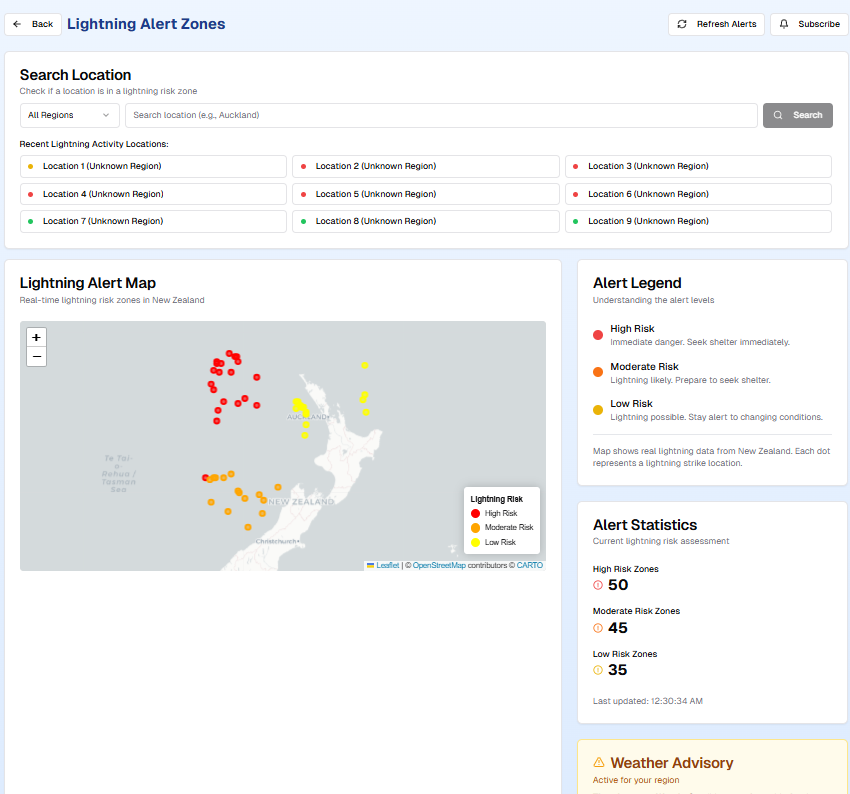 Back
Lightning Alert Zones
Refresh Alerts
Subscribe
Search Location
Check if a location is in a lightning risk zone
All Regions
Search location (e.g., Auckland)
Search
Recent Lightning Activity Locations:
Location 1 (Unknown Region)
Location 2 (Unknown Region)
Location 3 (Unknown Region)
Location 4 (Unknown Region)
Location 5 (Unknown Region)
Location 6 (Unknown Region)
Location 7 (Unknown Region)
Location 8 (Unknown Region)
Location 9 (Unknown Region)
Lightning Alert Map
Real-time lightning risk zones in New Zealand
+
−
AUCKLAND
Te Tai-
o-
Rehua /
Tasman
Sea
NEW ZEALAND
Christchurch
Lightning Risk
High Risk
Moderate Risk
Low Risk
Leaflet | © OpenStreetMap contributors © CARTO
Alert Legend
Understanding the alert levels
High Risk
Immediate danger. Seek shelter immediately.
Moderate Risk
Lightning likely. Prepare to seek shelter.
Low Risk
Lightning possible. Stay alert to changing conditions.
Map shows real lightning data from New Zealand. Each dot
represents a lightning strike location.
Alert Statistics
Current lightning risk assessment
High Risk Zones
50
Moderate Risk Zones
45
Low Risk Zones
35
Last updated: 12:30:34 AM
Weather Advisory
Active for your region